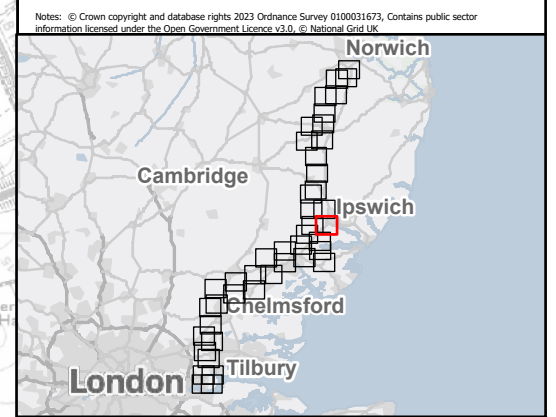 Notes: © Crown copyright and database rights 2023 Ordnance Survey 0100031673, Contains public sector
information licensed under the Open Government Licence v3.0, © National Grid UK
Norwich
Cambridge
Ipswich
Chelmsford
Tilbury
London